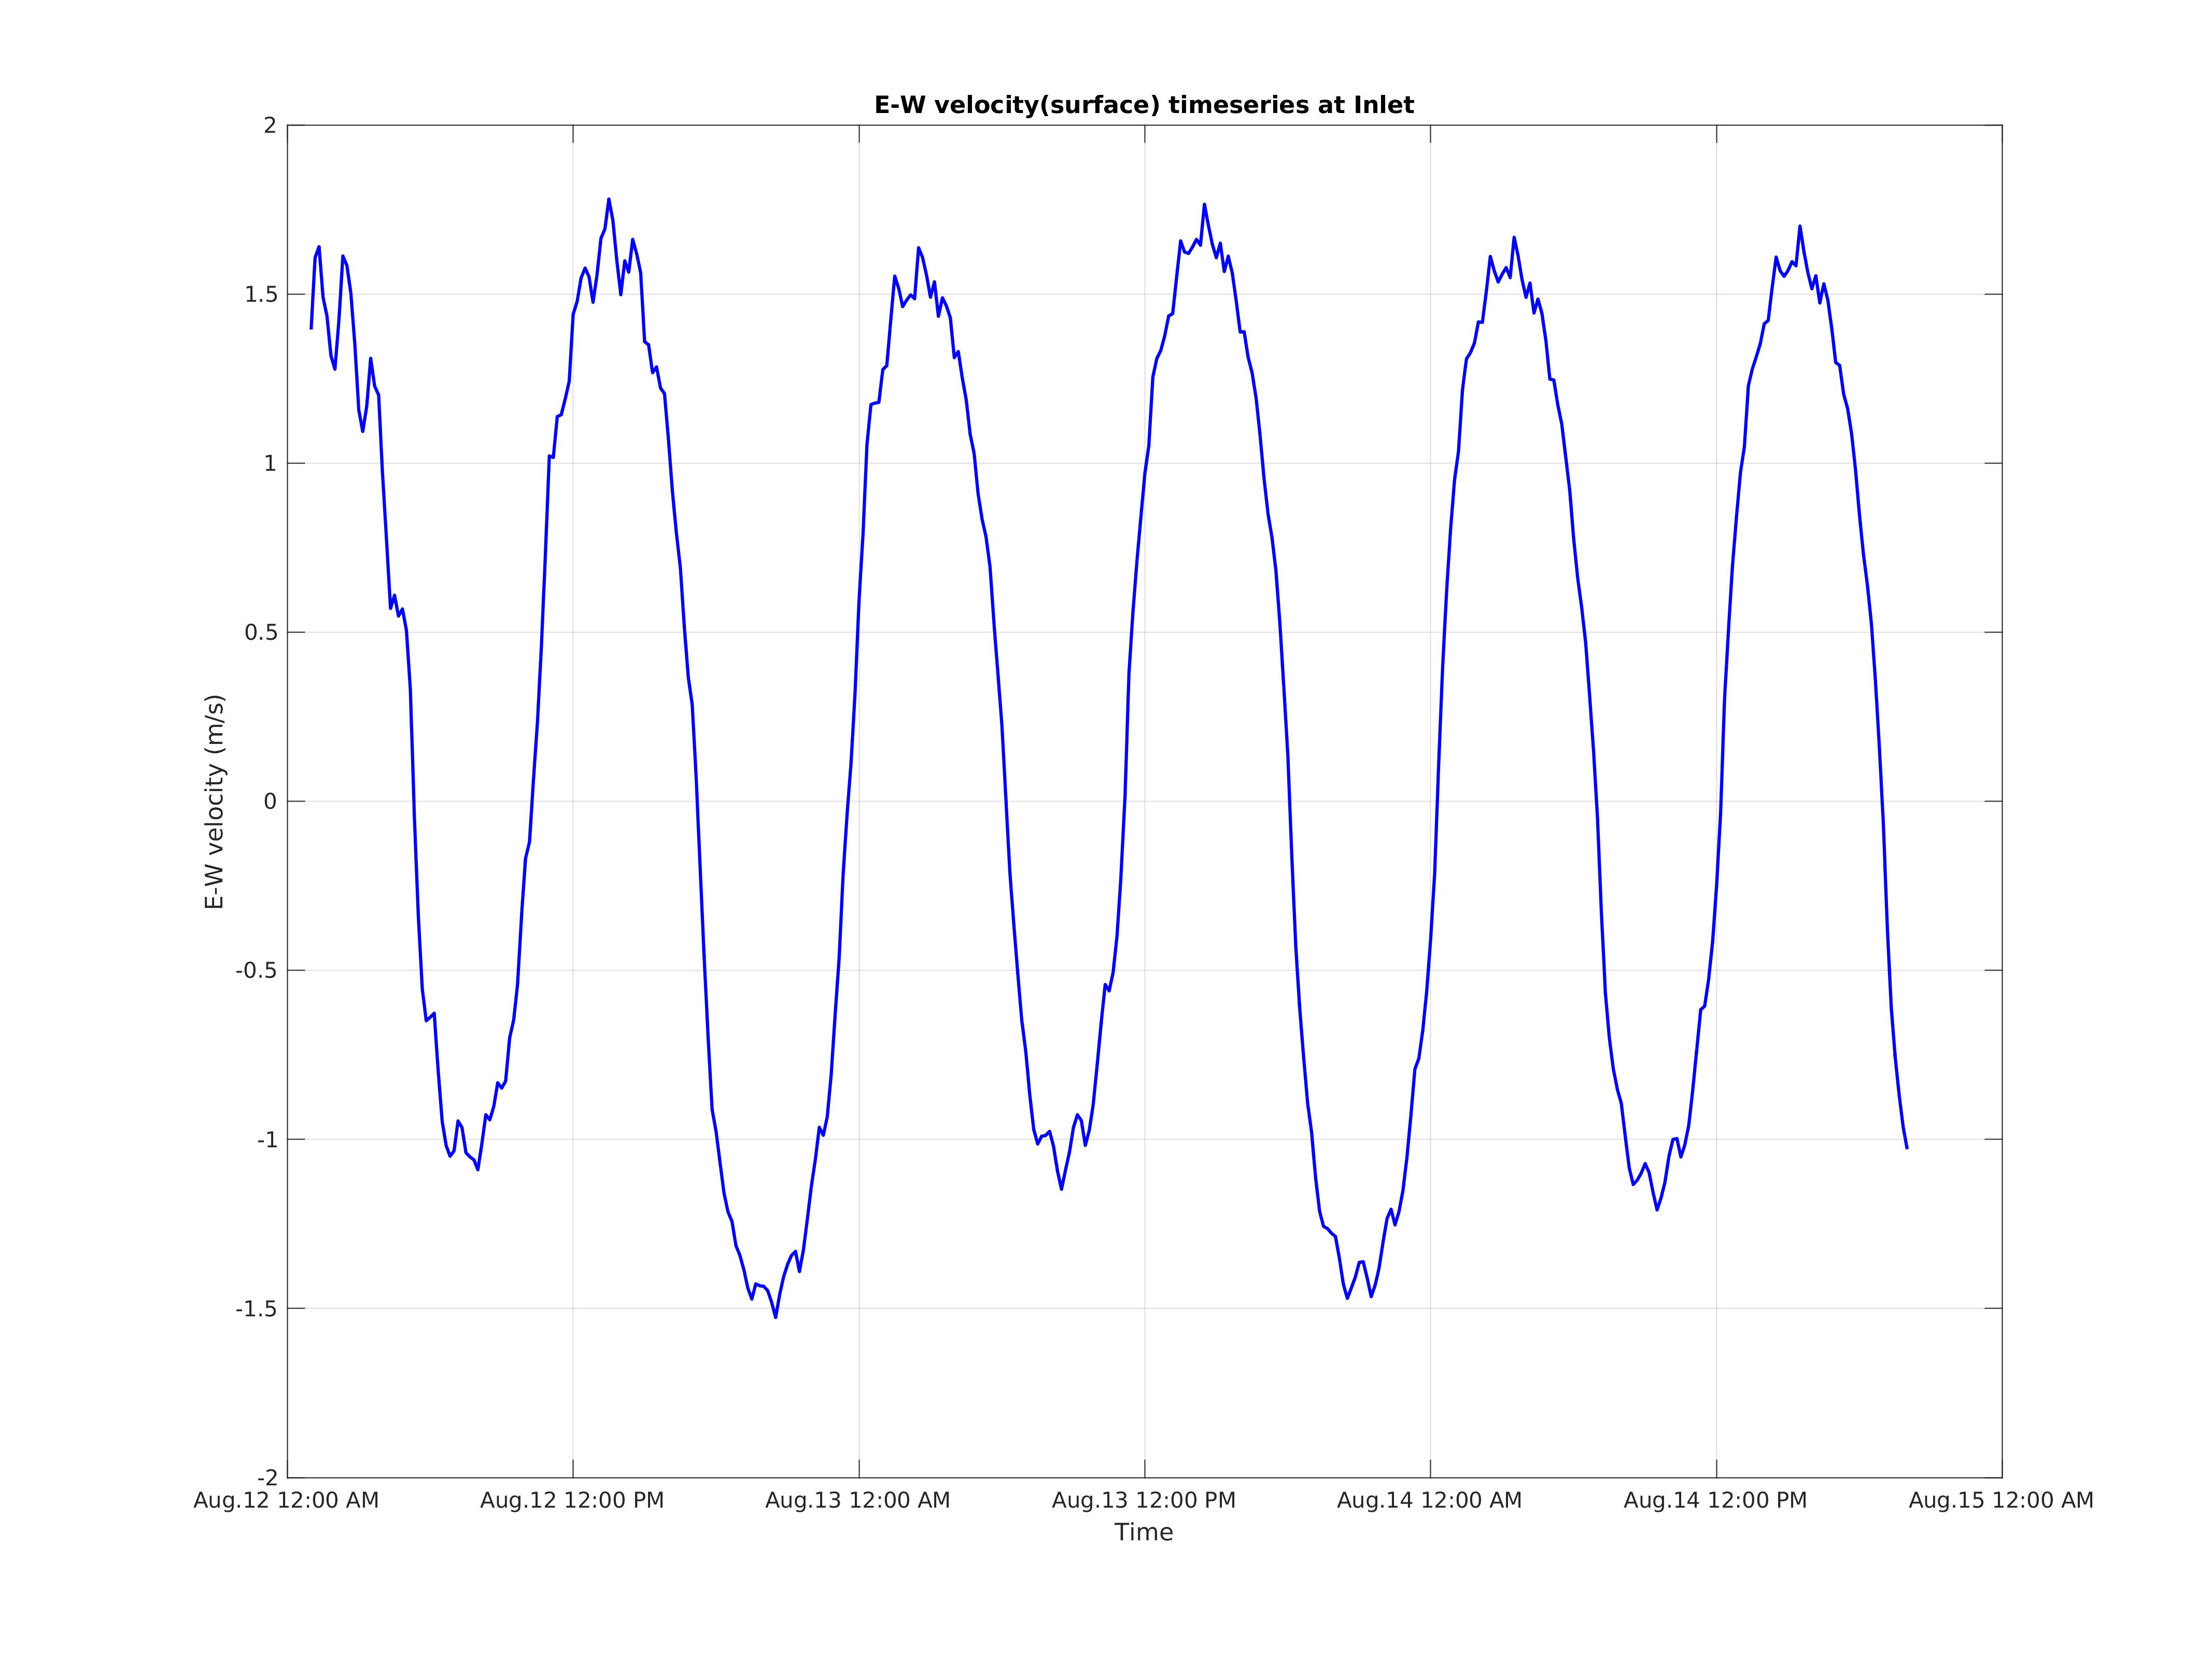 E-W velocity(surface) timeseries at Inlet
2
1.5
1
0.5
0
-0.5
-1
-1.5
-2
E-W velocity (m/s)
Aug.12 12:00 AM Aug.12 12:00 PM Aug.13 12:00 AM Aug.13 12:00 PM Aug.14 12:00 AM Aug.14 12:00 PM Aug.15 12:00 AM
Time